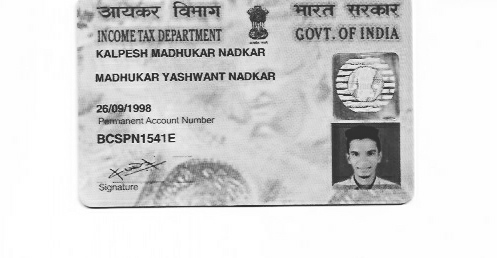 आयकर विभाग
भारत सरकार
INCOME TAX DEPARTMENT
GOVT. OF INDIA
KALPESH MADHUKAR NADKAR
MADHUKAR YASHWANT NADKAR
26/09/1998
Permanent Account Number
BCSPN1541E
Signature